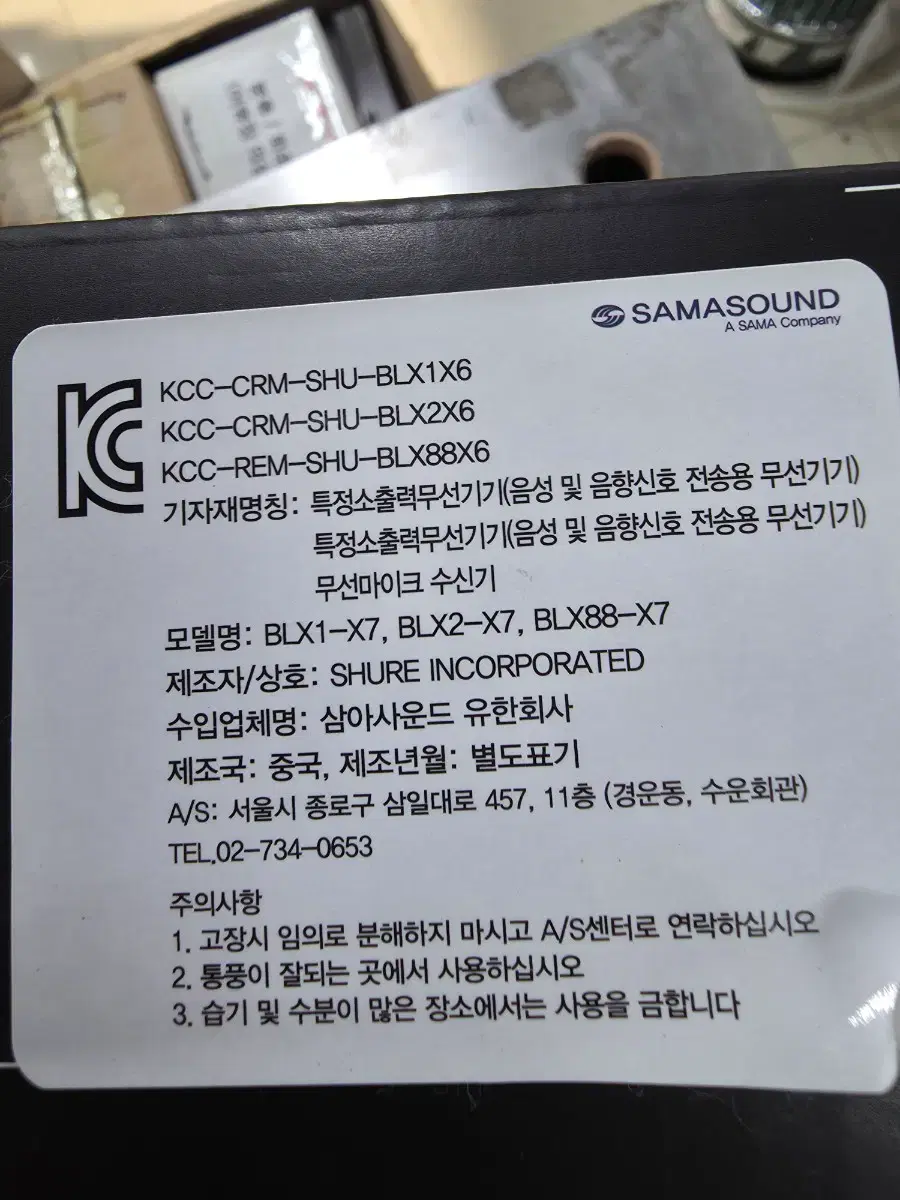 SAMASOUND
A SAMA Company
KCC-CRM-SHU-BLX1X6
KCC-CRM-SHU-BLX2X6
KCC-REM-SHU-BLX88X6
기자재명칭: 특정소출력무선기기(음성 및 음향신호 전송용 무선기기)
특정소출력무선기기(음성 및 음향신호 전송용 무선기기)
무선마이크 수신기
모델명: BLX1-X7, BLX2-X7, BLX88-X7
제조자/상호: SHURE INCORPORATED
수입업체명: 삼아사운드 유한회사
제조국: 중국, 제조년월: 별도표기
A/S: 서울시 종로구 삼일대로 457, 11층 (경운동, 수운회관)
TEL.02-734-0653
주의사항
1. 고장시 임의로 분해하지 마시고 A/S센터로 연락하십시오
2. 통풍이 잘되는 곳에서 사용하십시오
3. 습기 및 수분이 많은 장소에서는 사용을 금합니다